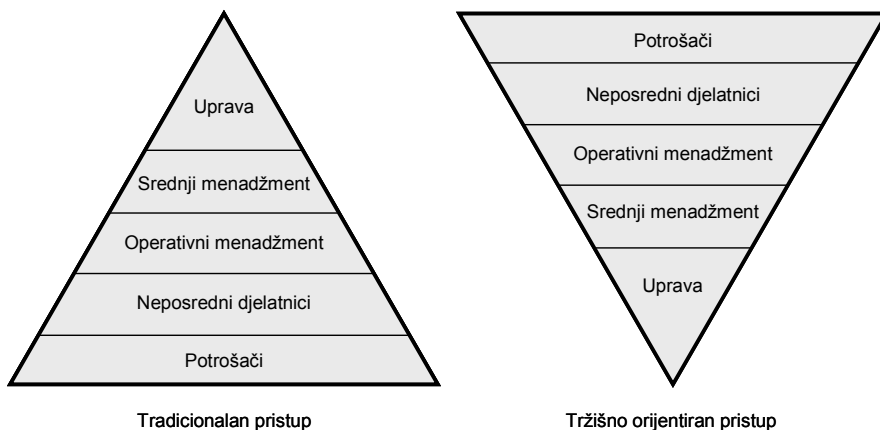 Uprava
Srednji menadžment
Operativni menadžment
Neposredni djelatnici
Potrošači
Tradicionalan pristup
Potrošači
Neposredni djelatnici
Operativni menadžment
Srednji menadžment
Uprava
Tržišno orijentiran pristup